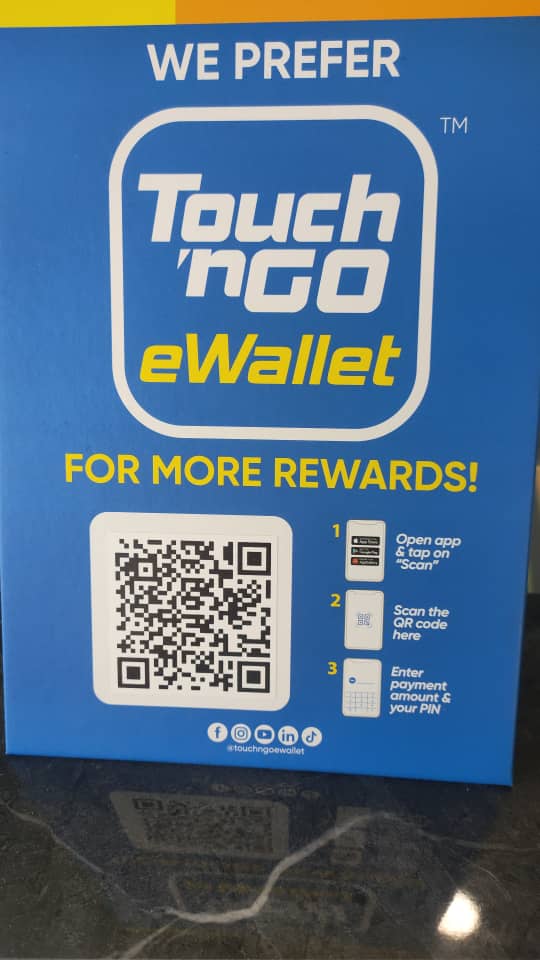 WE PREFER
TM
Touch
'nGO
eWallet
FOR MORE REWARDS!
1
Open app
& tap on
"Scan"
2
Scan the
QR code
here
3
Enter
payment
amount &
your PIN
@touchngoewallet